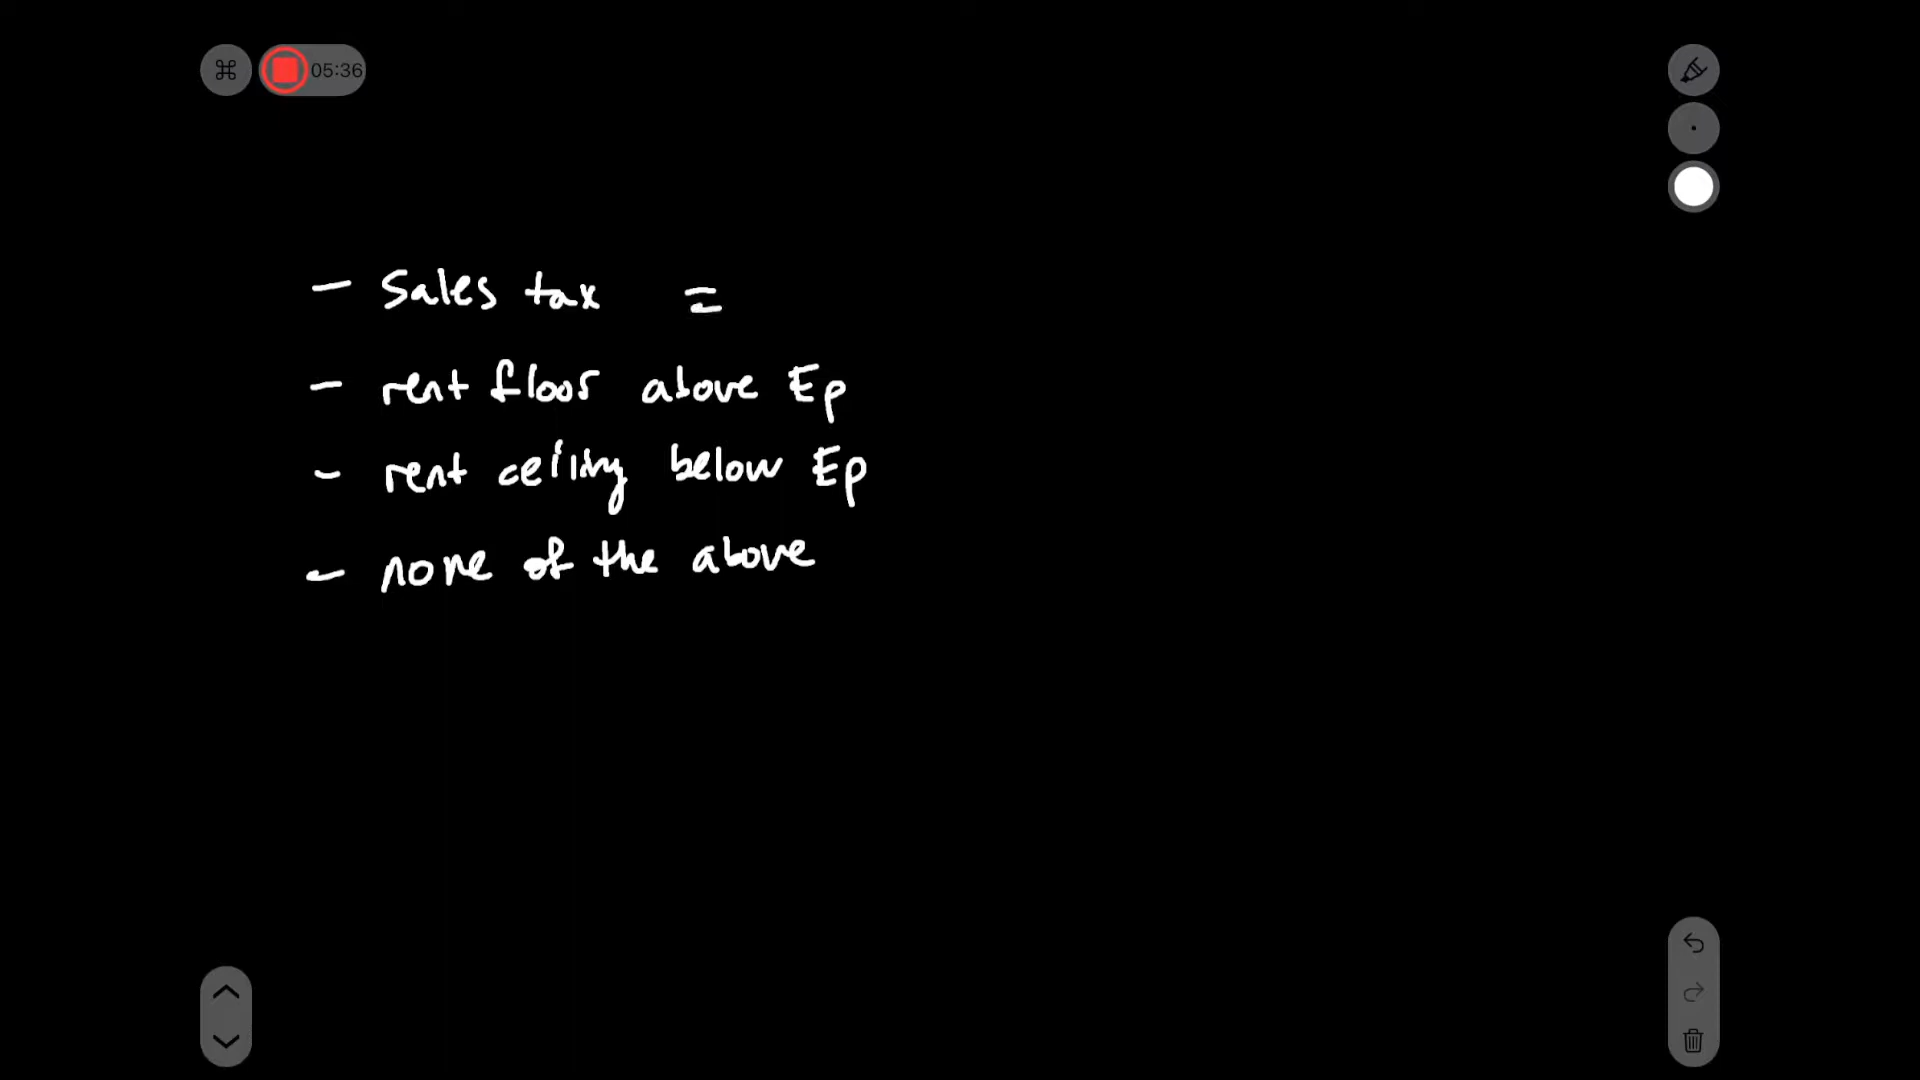 05:36
- Sales tax =
- rent floor above Ep
- rent ceiling below Ep
- none of the above